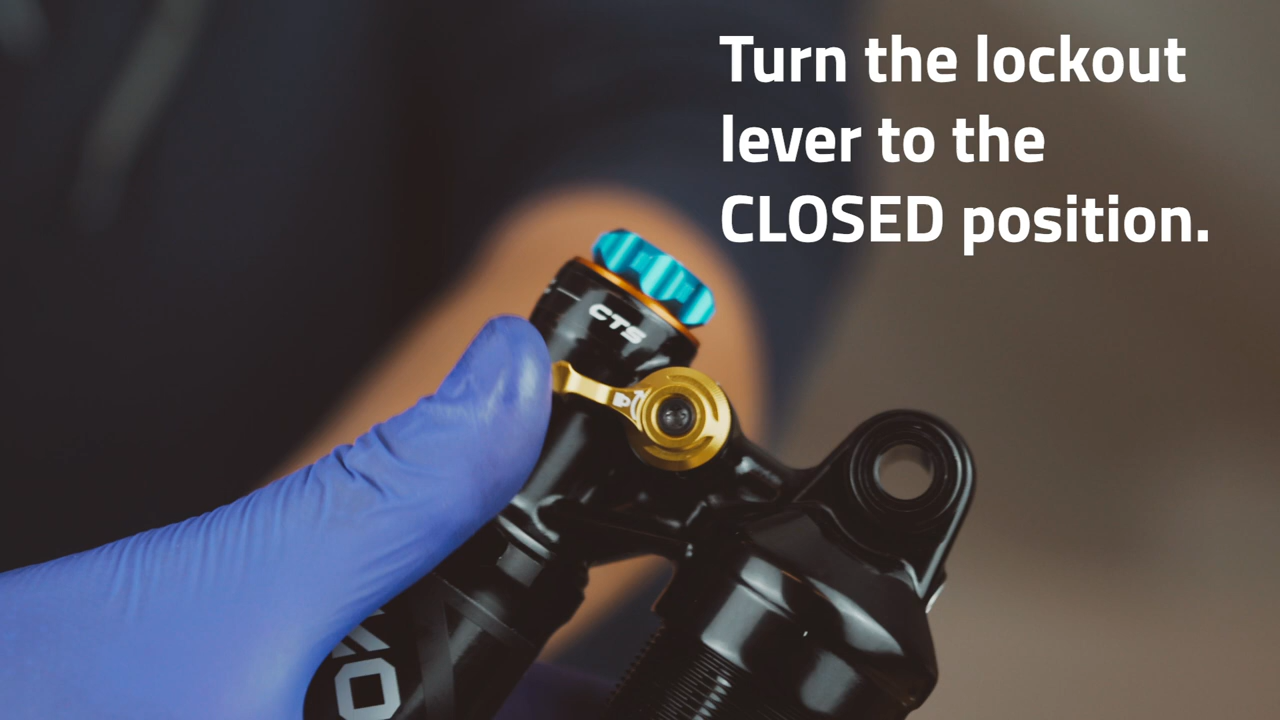 Turn the lockout
lever to the
CLOSED position.
CTS